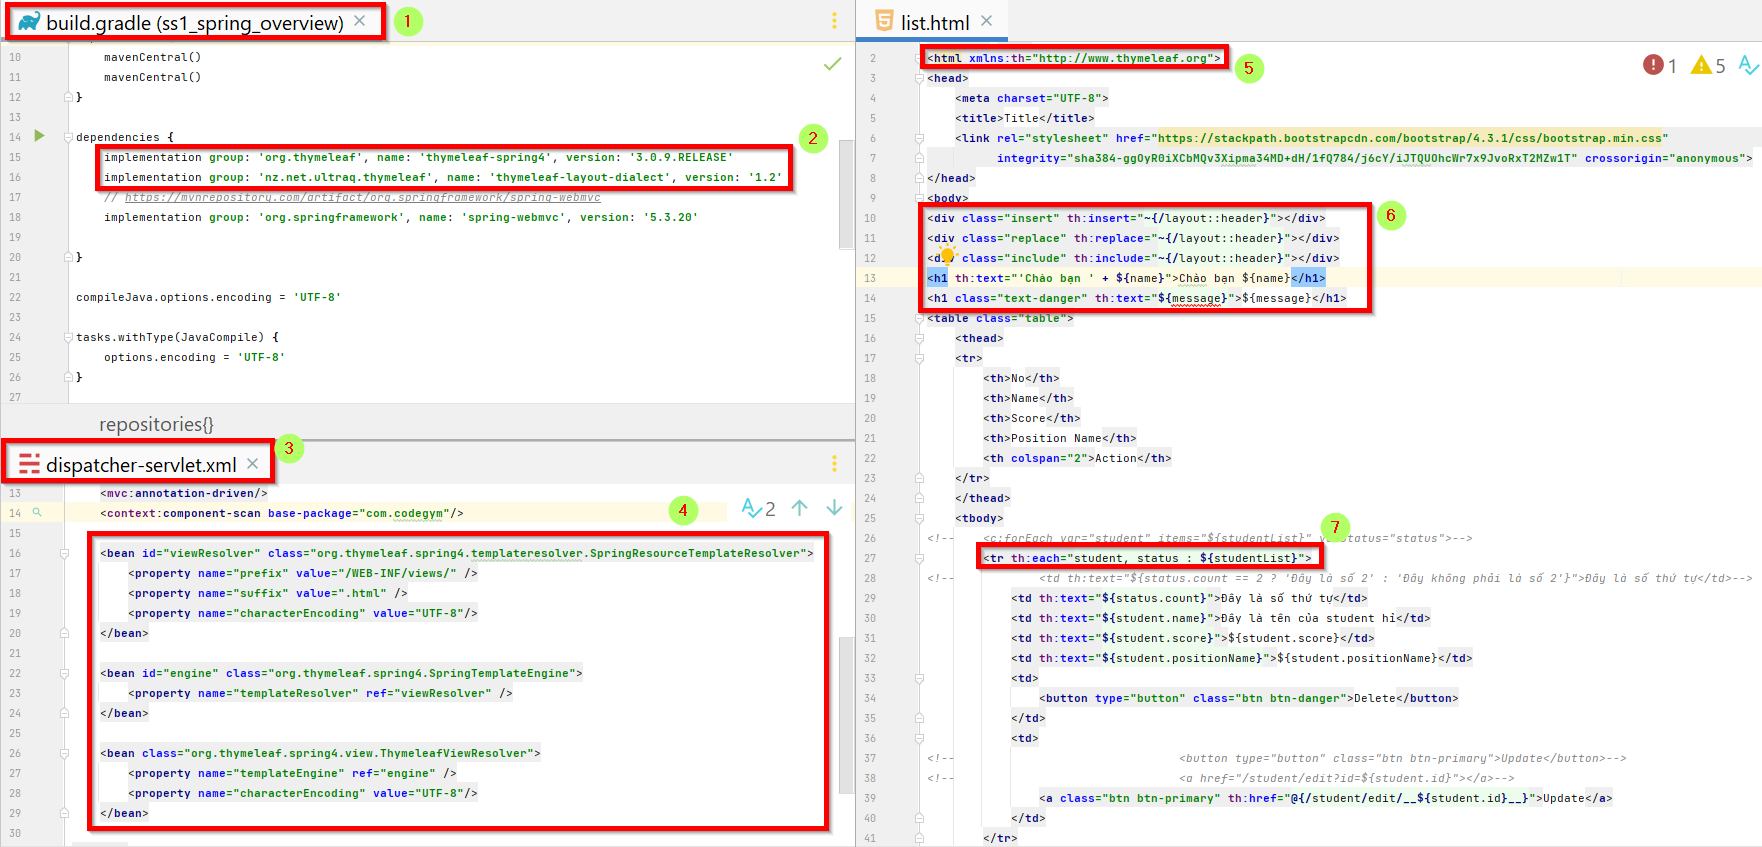 build.gradle (ss1_spring_overview)
1
10 mavenCentral()
11 mavenCentral()
12 }
13
14 dependencies {
2
15 implementation group: 'org.thymeleaf', name: 'thymeleaf-spring4', version: '3.0.9.RELEASE'
16 implementation group: 'nz.net.ultraq.thymeleaf', name: 'thymeleaf-layout-dialect', version: '1.2'
17 // https://mvnrepository.com/artifact/org.springframework/spring-webmvc
18 implementation group: 'org.springframework', name: 'spring-webmvc', version: '5.3.20'
19
20 }
21
22 compileJava.options.encoding = 'UTF-8'
23
24 tasks.withType(JavaCompile) {
25 options.encoding = 'UTF-8'
26 }
27
repositories{}
3
dispatcher-servlet.xml
13 <mvc:annotation-driven/>
4
2
14 <context:component-scan base-package="com.codegym"/>
15
16 <bean id="viewResolver" class="org.thymeleaf.spring4.templateresolver.SpringResourceTemplateResolver">
17 <property name="prefix" value="/WEB-INF/views/" />
18 <property name="suffix" value=".html" />
19 <property name="characterEncoding" value="UTF-8"/>
20 </bean>
21
22 <bean id="engine" class="org.thymeleaf.spring4.SpringTemplateEngine">
23 <property name="templateResolver" ref="viewResolver" />
24 </bean>
25
26 <bean class="org.thymeleaf.spring4.view.ThymeleafViewResolver">
27 <property name="templateEngine" ref="engine" />
28 <property name="characterEncoding" value="UTF-8"/>
29 </bean>
30
list.html
2 <html xmlns:th="http://www.thymeleaf.org">
5
1 5
3 <head>
4 <meta charset="UTF-8">
5 <title>Title</title>
6 <link rel="stylesheet" href="https://stackpath.bootstrapcdn.com/bootstrap/4.3.1/css/bootstrap.min.css"
7 integrity="sha384-ggOyR0iXCbMQv3Xipma34MD+dH/1fQ784/j6cY/iJTQUOhcWr7x9JvoRxT2MZw1T" crossorigin="anonymous">
8 </head>
9 <body>
6
10 <div class="insert" th:insert="~{/layout::header}"></div>
11 <div class="replace" th:replace="~{/layout::header}"></div>
12 <div class="include" th:include="~{/layout::header}"></div>
13 <h1 th:text="'Chào bạn ' + ${name}">Chào bạn ${name}</h1>
14 <h1 class="text-danger" th:text="${message}">${message}</h1>
15 <table class="table">
16 <thead>
17 <tr>
18 <th>No</th>
19 <th>Name</th>
20 <th>Score</th>
21 <th>Position Name</th>
22 <th colspan="2">Action</th>
23 </tr>
24 </thead>
25 <tbody>
7
26 <!-- <c:forEach var="student" items="${studentList}" status="status">-->
27 <tr th:each="student, status : ${studentList}">
28 <!-- <td th:text="${status.count == 2 ? 'Đây là số 2' : 'Đây không phải là số 2'}">Đây là số thứ tự</td>-->
29 <td th:text="${status.count}">Đây là số thứ tự</td>
30 <td th:text="${student.name}">Đây là tên của student hỉ</td>
31 <td th:text="${student.score}">${student.score}</td>
32 <td th:text="${student.positionName}">${student.positionName}</td>
33 <td>
34 <button type="button" class="btn btn-danger">Delete</button>
35 </td>
36 <td>
37 <!-- <button type="button" class="btn btn-primary">Update</button>-->
38 <!-- <a href="/student/edit?id=${student.id}"></a>-->
39 <a class="btn btn-primary" th:href="@{/student/edit/__${student.id}__}">Update</a>
40 </td>
41 </tr>